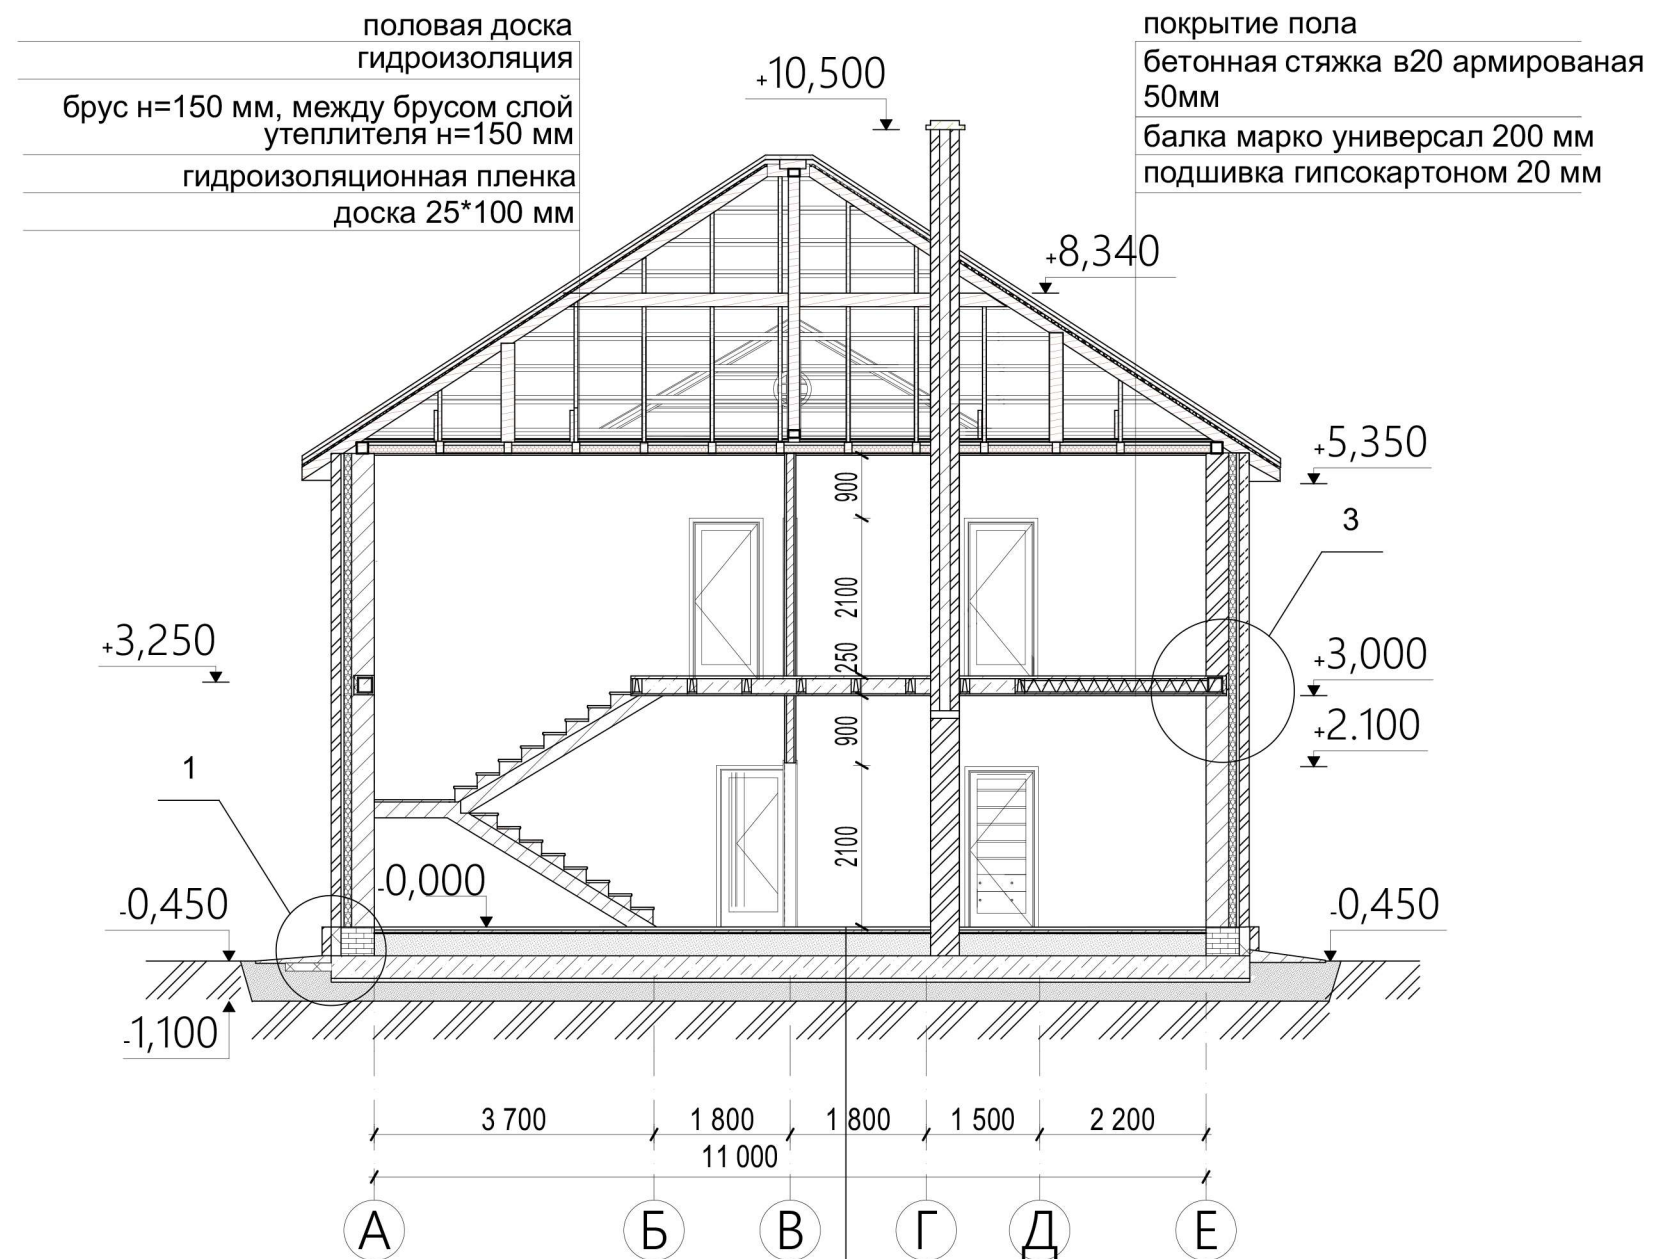 половая доска
гидроизоляция
брус н=150 мм, между брусом слой
утеплителя н=150 мм
гидроизоляционная пленка
доска 25*100 мм
покрытие пола
бетонная стяжка в20 армированая
50мм
балка марко универсал 200 мм
подшивка гипсокартоном 20 мм
+10,500
+8,340
+5,350
3
900
2100
250
+3,250
+3,000
+2.100
900
1
2100
-0,000
-0,450
-0,450
-1,100
3 700
1 800
1 800
1 500
2 200
11 000
А
Б
В
Г
Д
Е